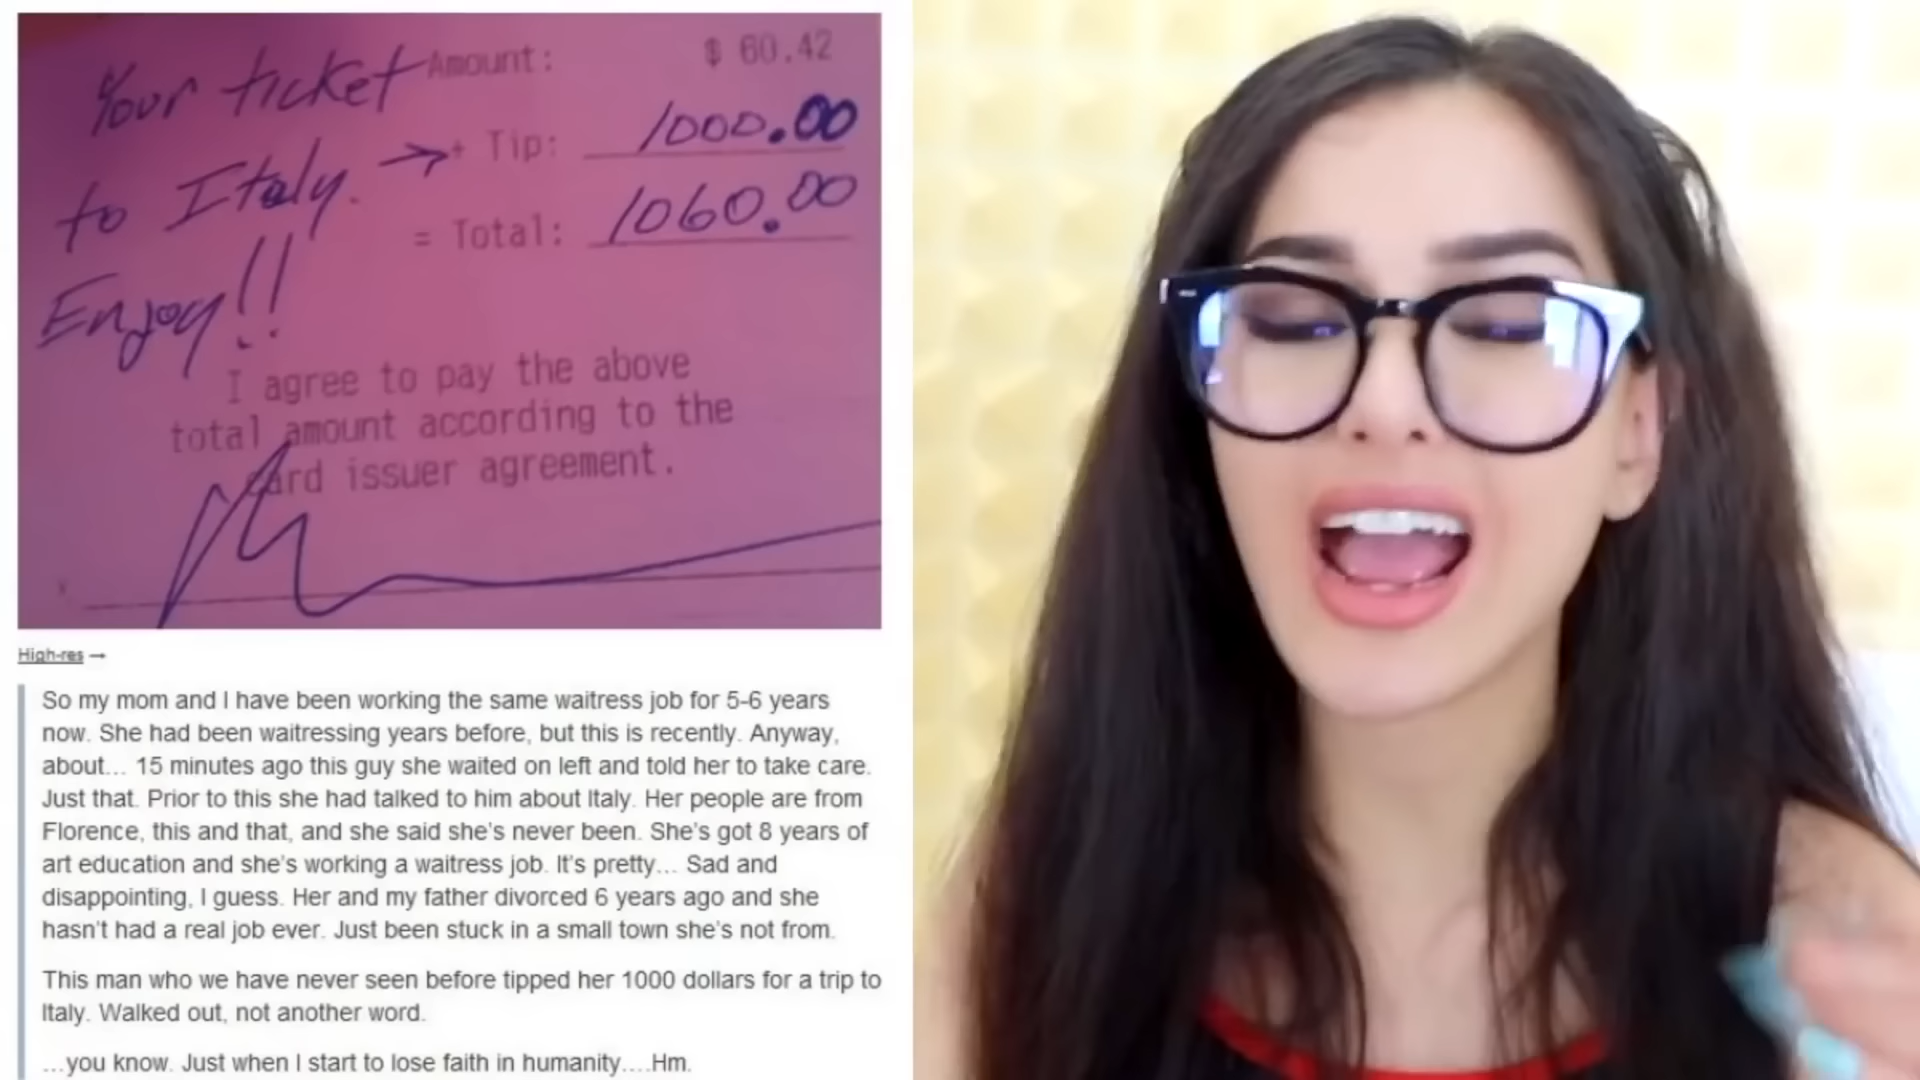 Your ticket Amount: $ 60.42
to Italy. → + Tip: 1000.00
= Total: 1060.00
Enjoy!!
I agree to pay the above
total amount according to the
card issuer agreement.
High-res →
So my mom and I have been working the same waitress job for 5-6 years
now. She had been waitressing years before, but this is recently. Anyway,
about... 15 minutes ago this guy she waited on left and told her to take care.
Just that. Prior to this she had talked to him about Italy. Her people are from
Florence, this and that, and she said she's never been. She's got 8 years of
art education and she's working a waitress job. It's pretty... Sad and
disappointing, I guess. Her and my father divorced 6 years ago and she
hasn't had a real job ever. Just been stuck in a small town she's not from.
This man who we have never seen before tipped her 1000 dollars for a trip to
Italy. Walked out, not another word.
...you know. Just when I start to lose faith in humanity....Hm.